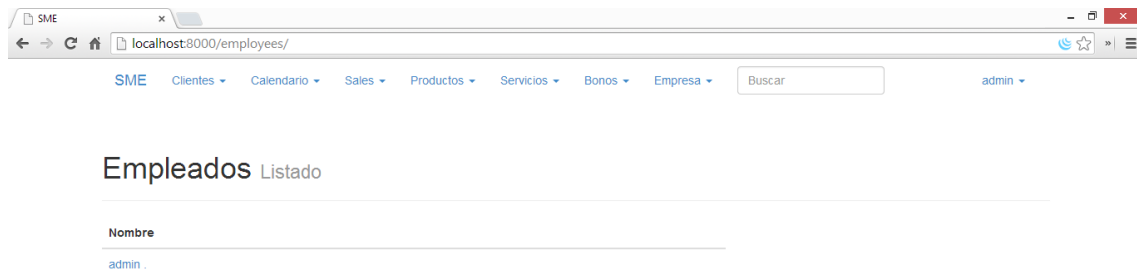 SME
localhost:8000/employees/
SME Clientes Calendario Sales Productos Servicios Bonos Empresa Buscar admin
Empleados Listado
Nombre
admin .